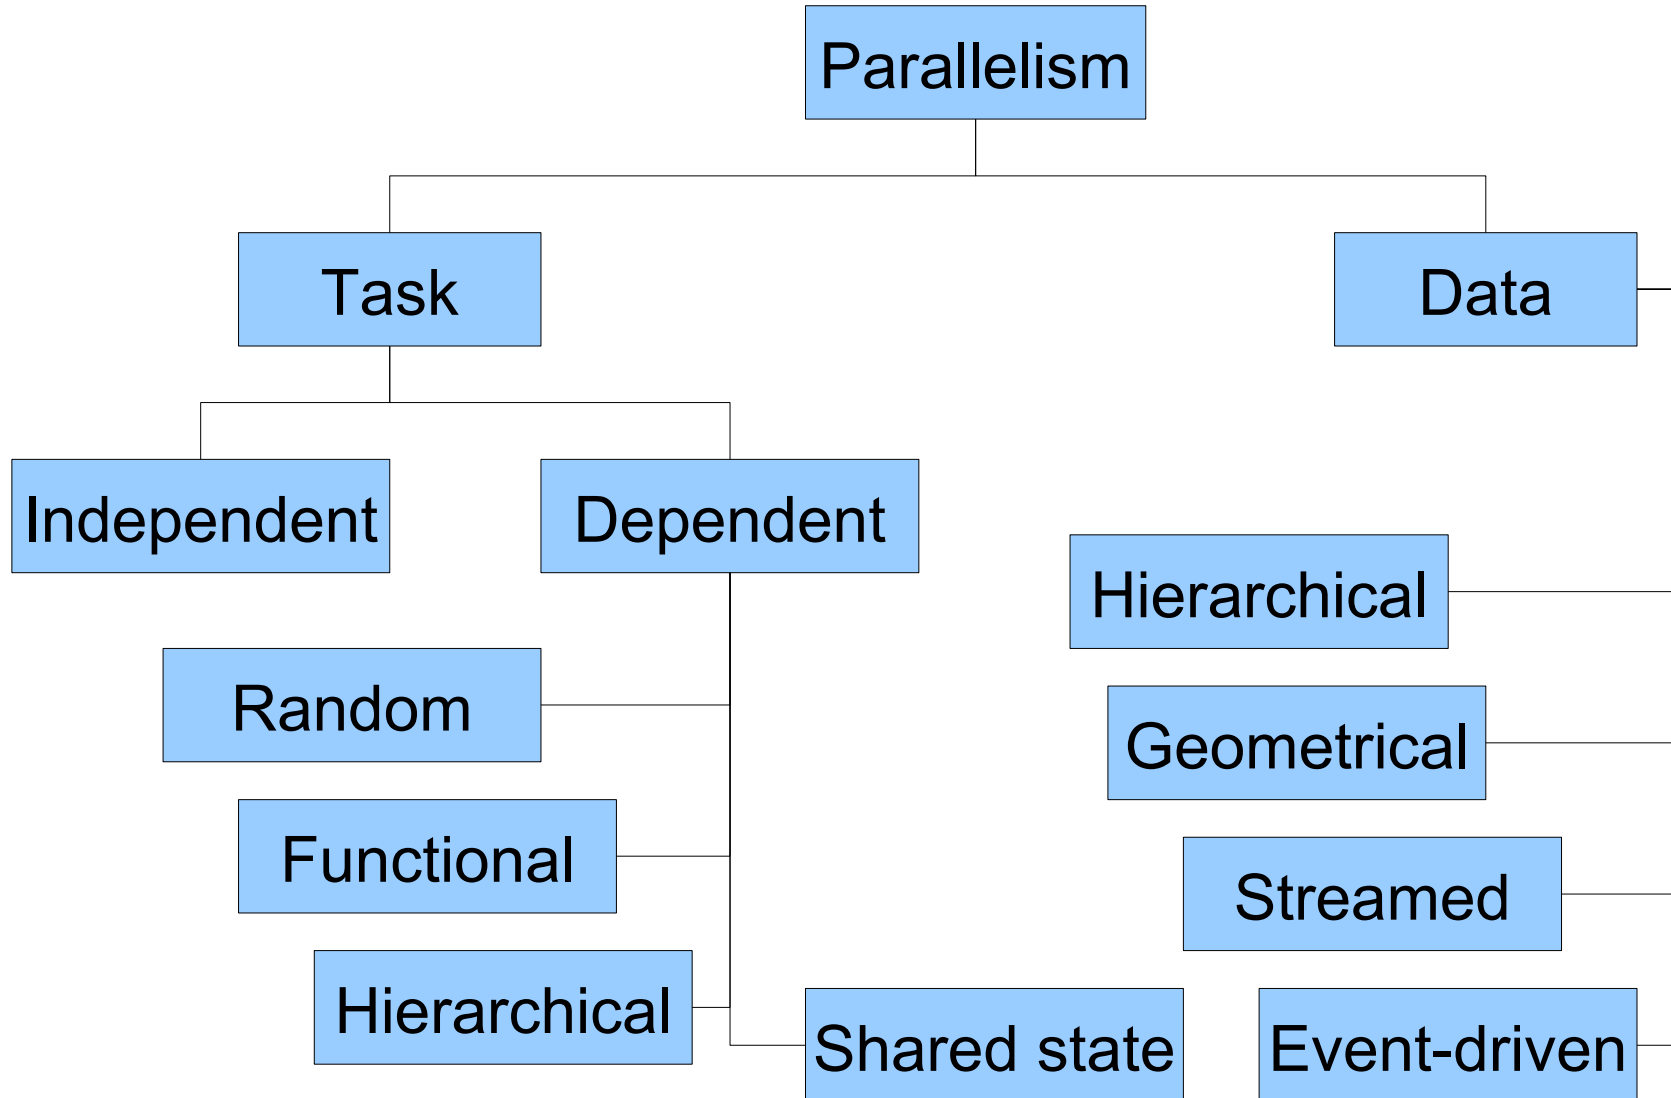 Parallelism
Task
Data
Independent
Dependent
Hierarchical
Random
Geometrical
Functional
Streamed
Hierarchical
Shared state
Event-driven